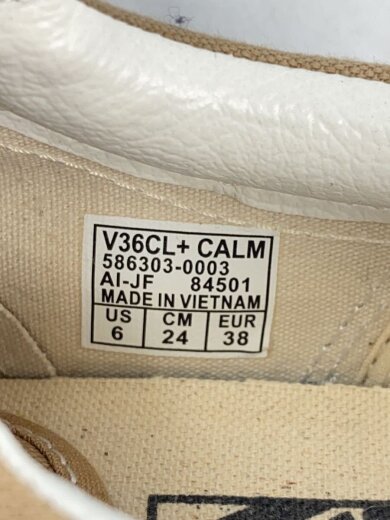 V36CL+ CALM
586303-0003
AI-JF 84501
MADE IN VIETNAM
US CM EUR
6 24 38